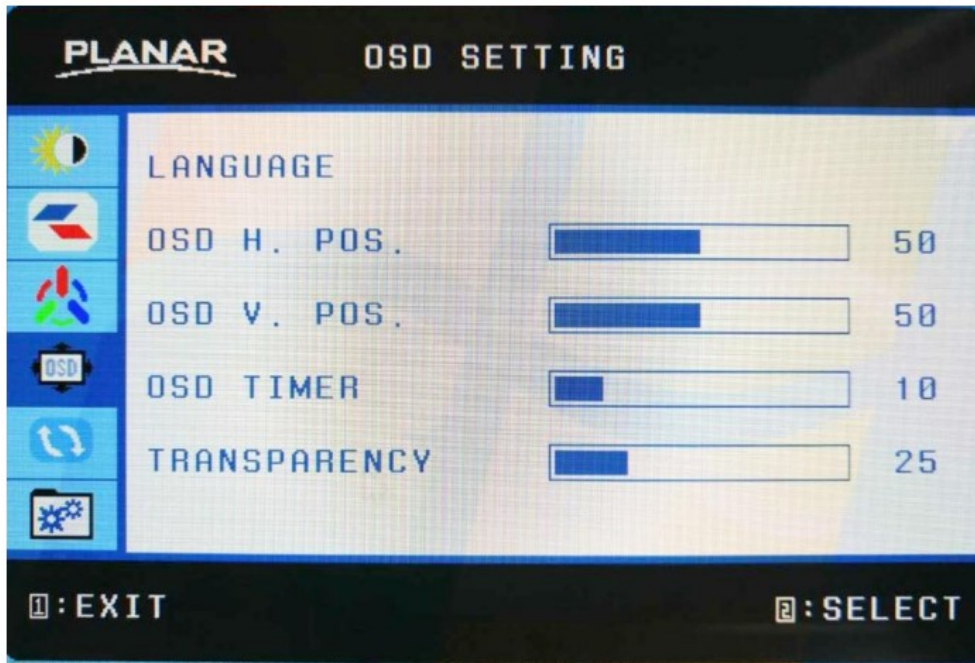 PLANAR OSD SETTING
LANGUAGE
OSD H. POS. 50
OSD V. POS. 50
OSD
OSD TIMER 10
TRANSPARENCY 25
1:EXIT 2:SELECT